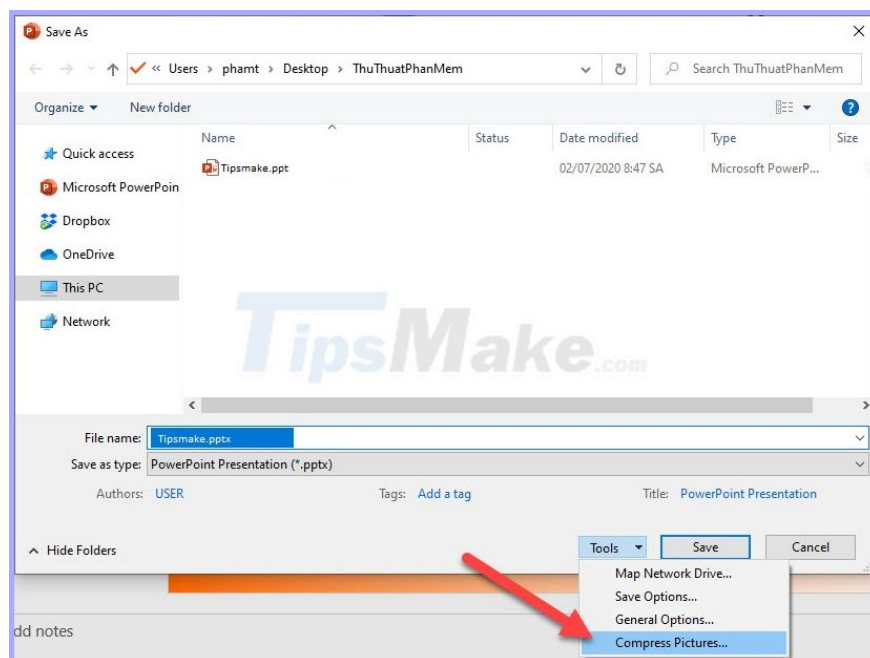 Save As
« Users › phamt › Desktop › ThuThuatPhanMem
Search ThuThuatPhanMem
Organize
New folder
Name Status Date modified Type Size
Quick access
Microsoft PowerPoin
Dropbox
OneDrive
This PC
Network
Tipsmake.ppt 02/07/2020 8:47 SA Microsoft PowerP...
TipsMake.com
File name: Tipsmake.pptx
Save as type: PowerPoint Presentation (*.pptx)
Authors: USER Tags: Add a tag Title: PowerPoint Presentation
Hide Folders
Tools Save Cancel
Map Network Drive...
Save Options...
General Options...
Compress Pictures...
dd notes